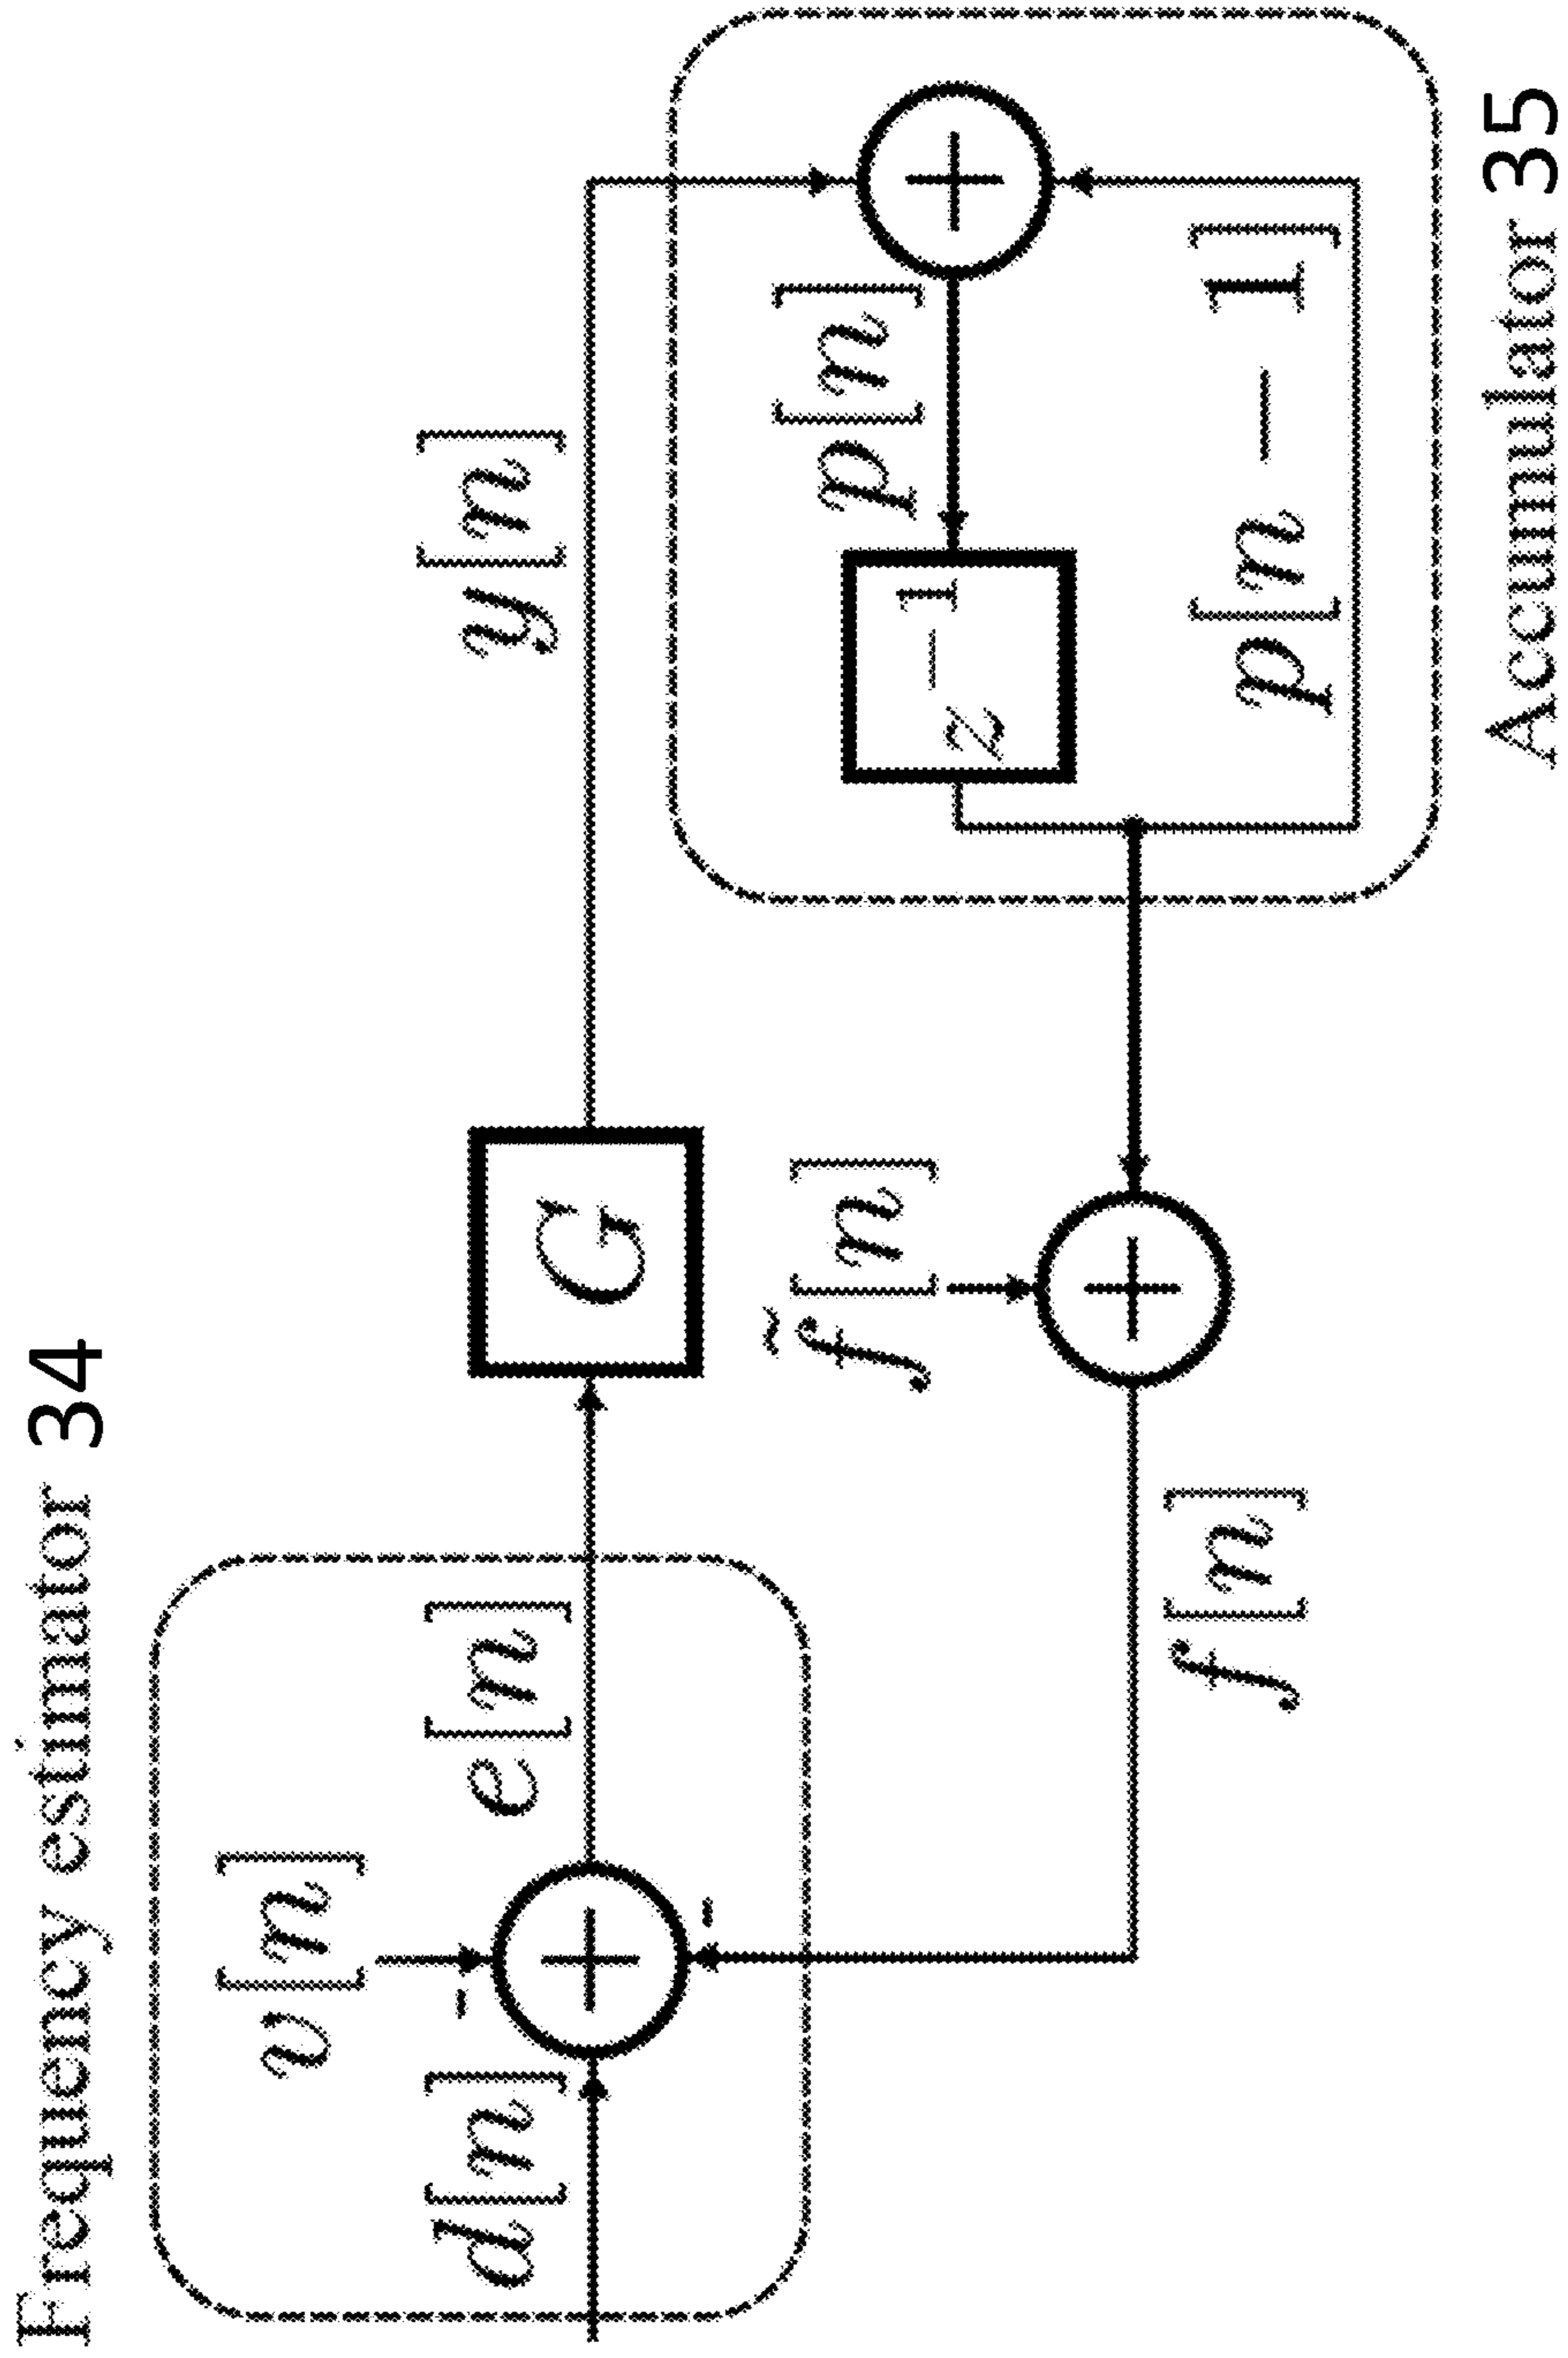 Frequency estimator 34
v[n]
-
d[n]
+
-
e[n]
G
y[n]
f̃[n]
+
f[n]
p[n]
+
z⁻¹
p[n − 1]
Accumulator 35